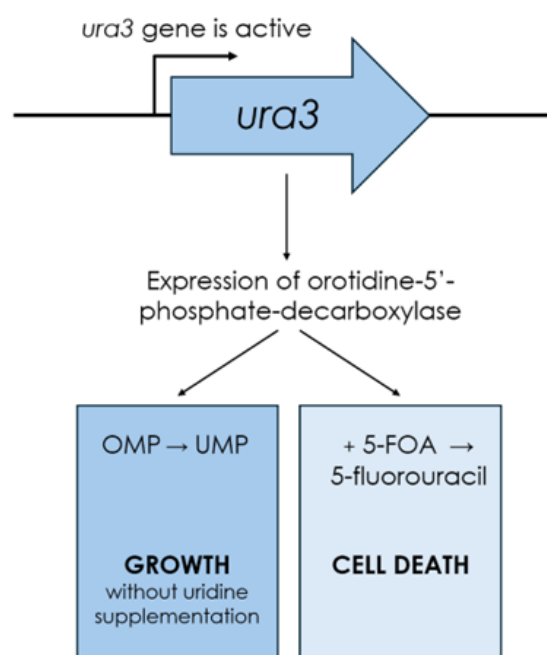 ura3 gene is active
ura3
Expression of orotidine-5'-
phosphate-decarboxylase
OMP → UMP
GROWTH
without uridine
supplementation
+ 5-FOA →
5-fluorouracil
CELL DEATH